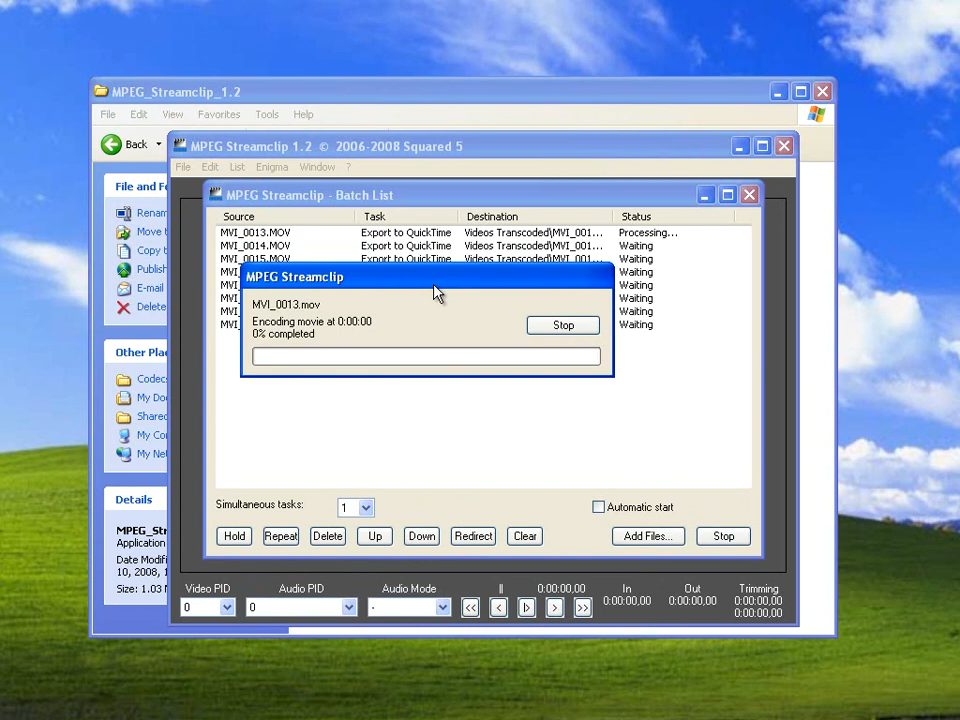 MPEG_Streamclip_1.2
File Edit View Favorites Tools Help
Back
MPEG Streamclip 1.2 © 2006-2008 Squared 5
File Edit List Enigma Window ?
File and Fo
Renam
Move t
Copy t
Publish
E-mail
Delete
Other Plac
Codecs
My Do
Shared
My Co
My Net
Details
MPEG_Str
Application
Date Modifi
10, 2008, 1
Size: 1.03 M
MPEG Streamclip - Batch List
Source Task Destination Status
MVI_0013.MOV Export to QuickTime Videos Transcoded\MVI_001... Processing...
MVI_0014.MOV Export to QuickTime Videos Transcoded\MVI_001... Waiting
MVI_0015.MOV Export to QuickTime Videos Transcoded\MVI_001... Waiting
MVI_ Waiting
MVI_ Waiting
MVI_ Waiting
MVI_ Waiting
MVI_ Waiting
MPEG Streamclip
MVI_0013.mov
Encoding movie at 0:00:00
0% completed
Stop
Simultaneous tasks: 1 Automatic start
Hold Repeat Delete Up Down Redirect Clear Add Files... Stop
Video PID Audio PID Audio Mode || 0:00:00,00 In Out Trimming
0 0 - << < |> > >> 0:00:00,00 0:00:00,00 0:00:00,00
0:00:00,00